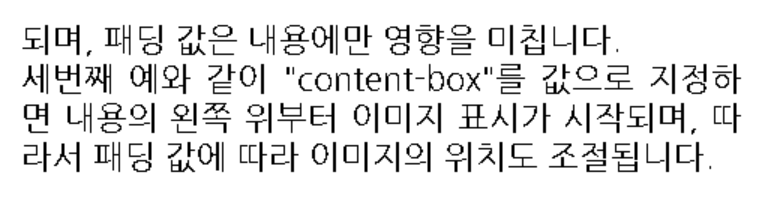 되며, 패딩 값은 내용에만 영향을 미칩니다.
세번째 예와 같이 "content-box"를 값으로 지정하
면 내용의 왼쪽 위부터 이미지 표시가 시작되며, 따
라서 패딩 값에 따라 이미지의 위치도 조절됩니다.